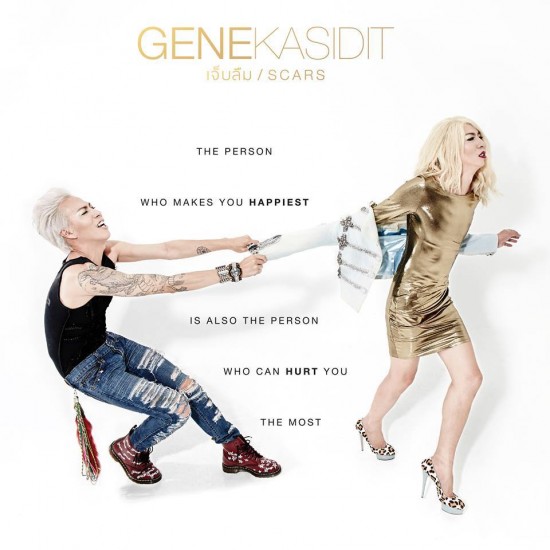 GENEKASIDIT
เจ็บลืม / SCARS
THE PERSON
WHO MAKES YOU HAPPIEST
IS ALSO THE PERSON
WHO CAN HURT YOU
THE MOST